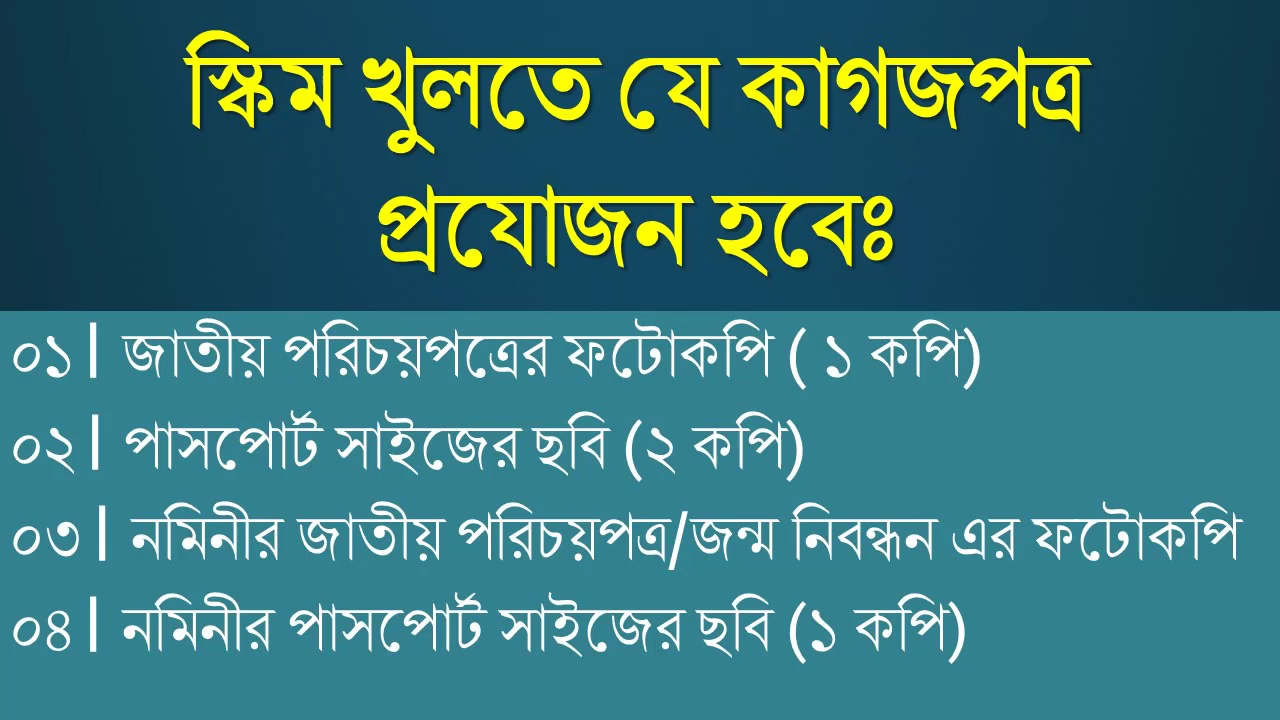 স্কিম খুলতে যে কাগজপত্র
প্রযোজন হবেঃ
০১। জাতীয় পরিচয়পত্রের ফটোকপি ( ১ কপি)
০২। পাসপোর্ট সাইজের ছবি (২ কপি)
০৩। নমিনীর জাতীয় পরিচয়পত্র/জন্ম নিবন্ধন এর ফটোকপি
০৪। নমিনীর পাসপোর্ট সাইজের ছবি (১ কপি)